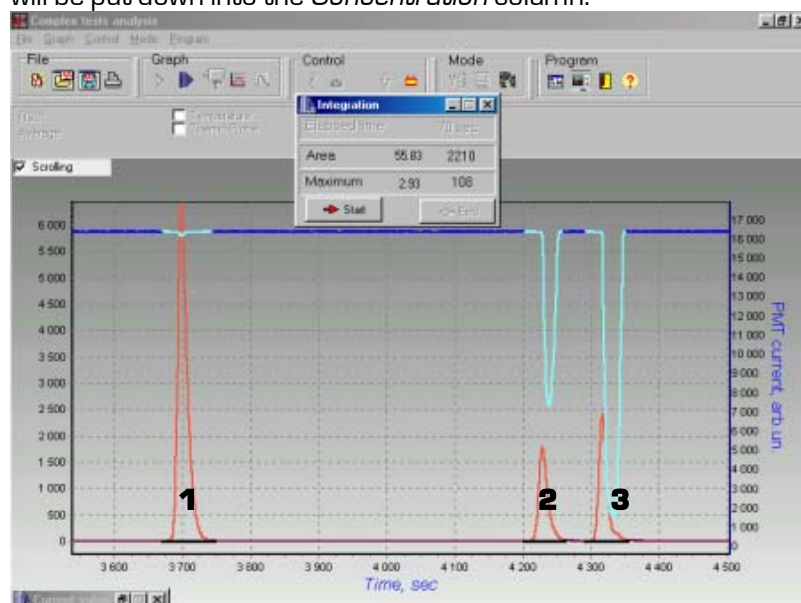 will be put down into the Concentration column.
Complex tests analysis
File Graph Control Mode Program
File Graph Control Mode Program
Integration
Elapsed time 70 sec
Area 55.83 2210
Maximum 2.93 108
Start End
Scroling
6 000
5 500
5 000
4 500
4 000
3 500
3 000
2 500
2 000
1 500
1 000
500
0
17 000
16 000
15 000
14 000
13 000
12 000
11 000
10 000
9 000
8 000
7 000
6 000
5 000
4 000
3 000
2 000
1 000
0
PMT current, arb un.
1 2 3
3 600 3 700 3 800 3 900 4 000 4 100 4 200 4 300 4 400 4 500
Time, sec